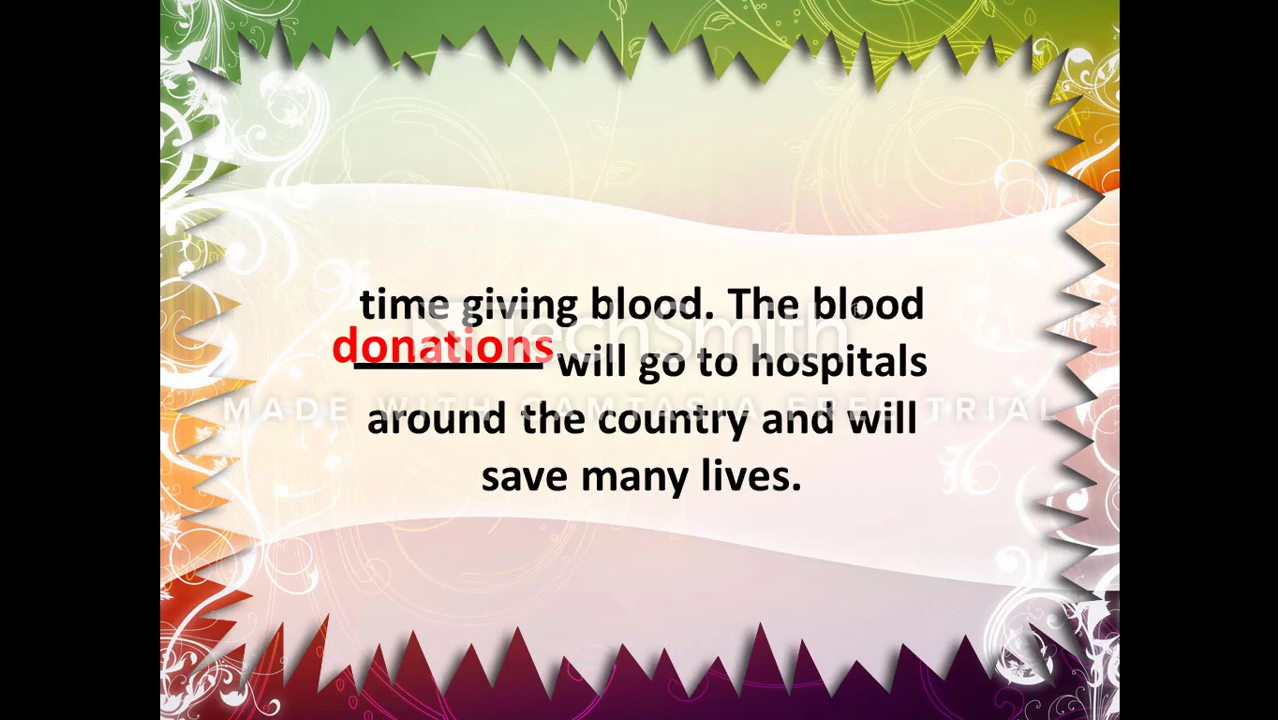 time giving blood. The blood
donations will go to hospitals
TechSmith
MADE WITH CAMTASIA FREE TRIAL
around the country and will
save many lives.